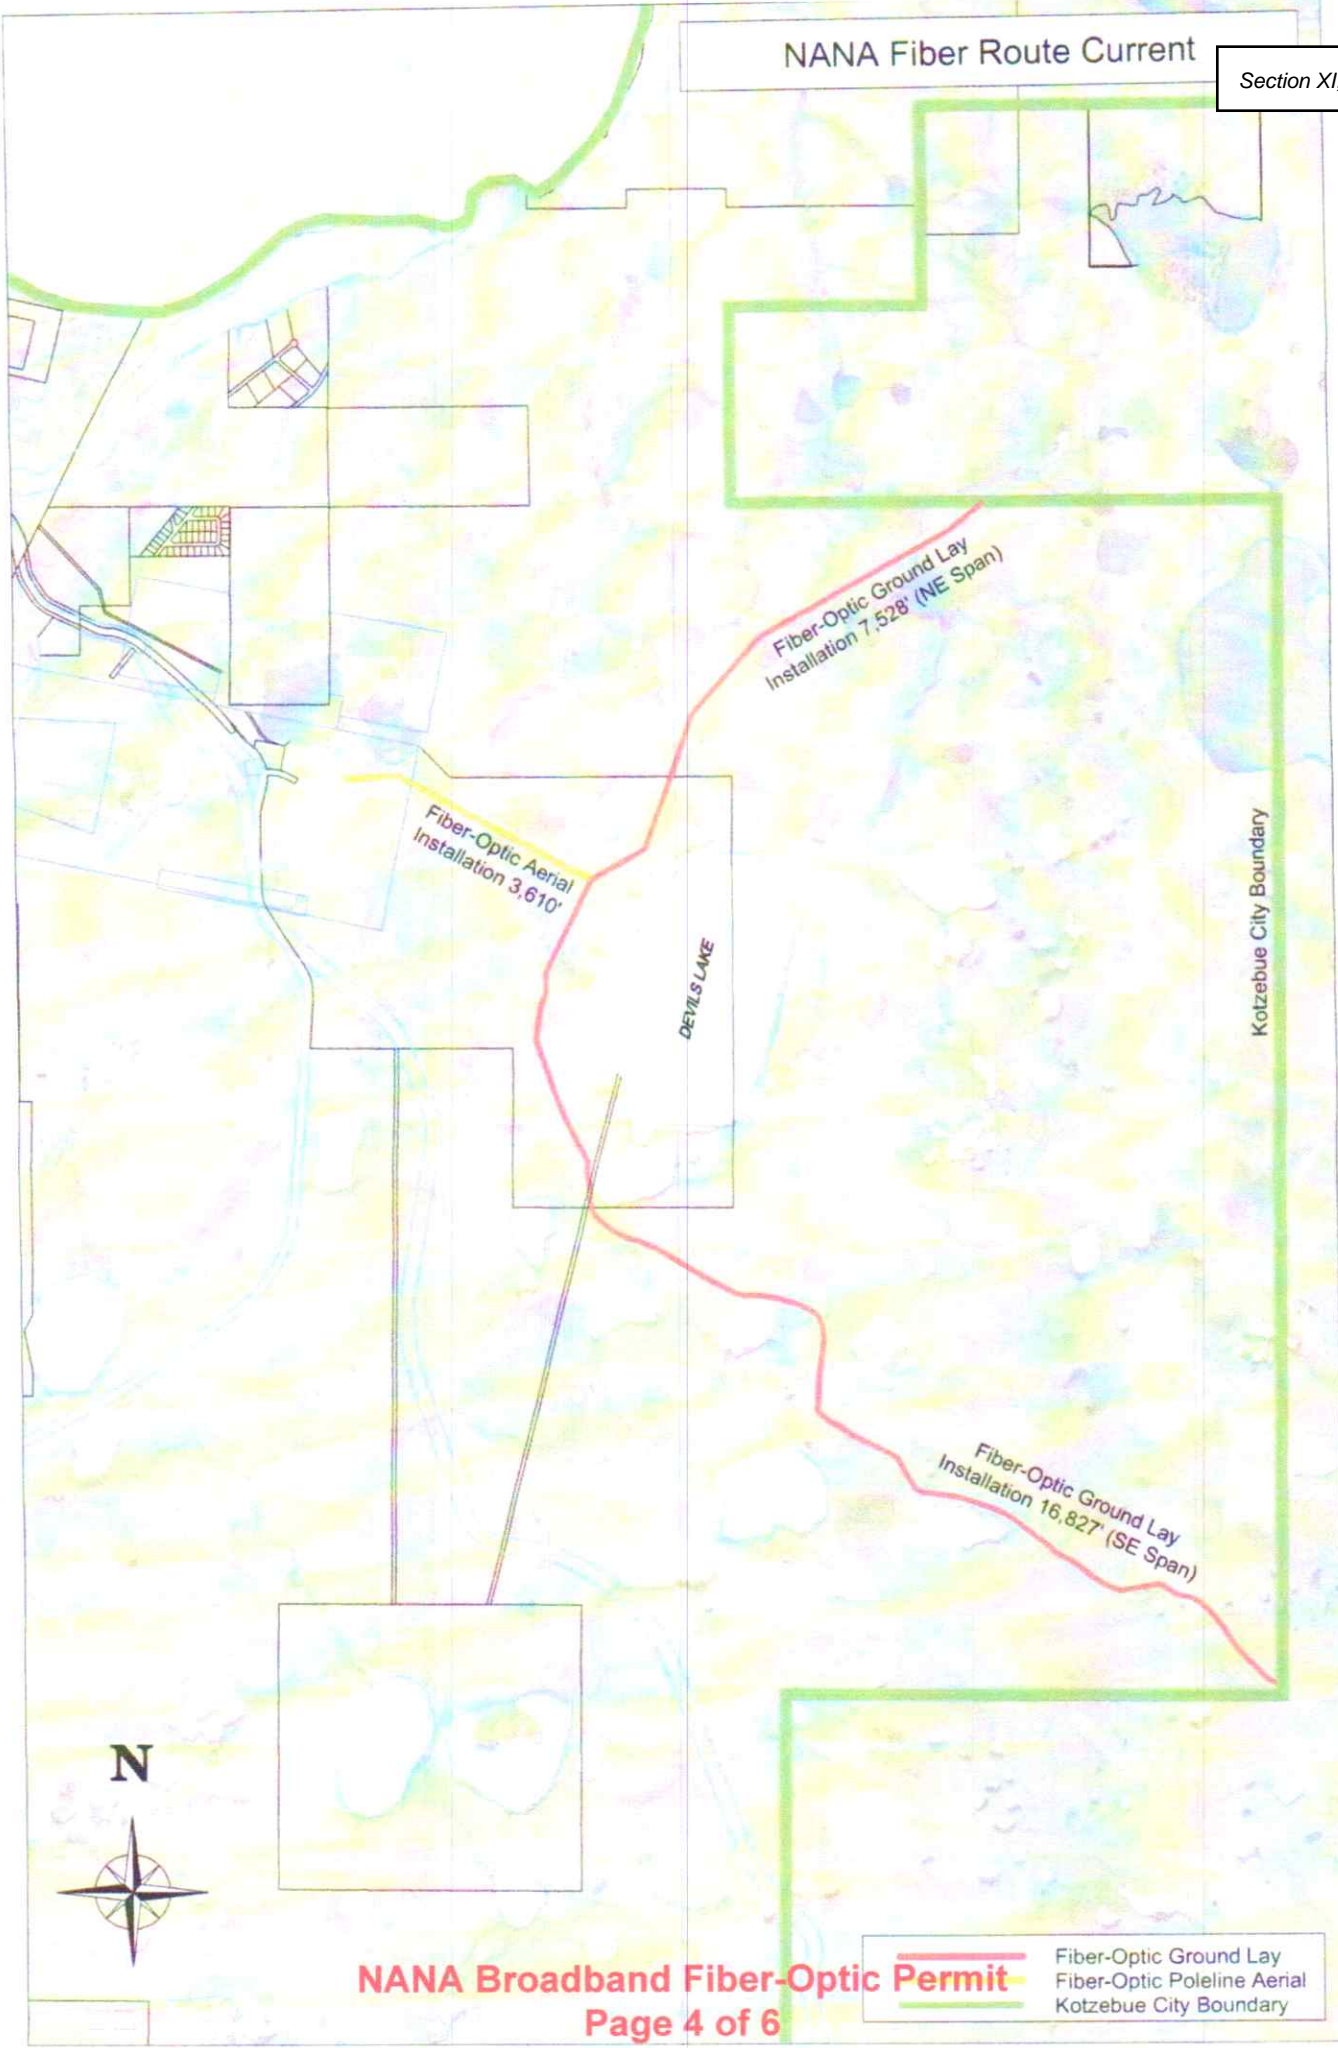 NANA Fiber Route Current
Section XI,
Fiber-Optic Ground Lay
Installation 7,528' (NE Span)
Fiber-Optic Aerial
Installation 3,610'
DEVILS LAKE
Kotzebue City Boundary
Fiber-Optic Ground Lay
Installation 16,827' (SE Span)
N
NANA Broadband Fiber-Optic Permit
Page 4 of 6
Fiber-Optic Ground Lay
Fiber-Optic Poleline Aerial
Kotzebue City Boundary